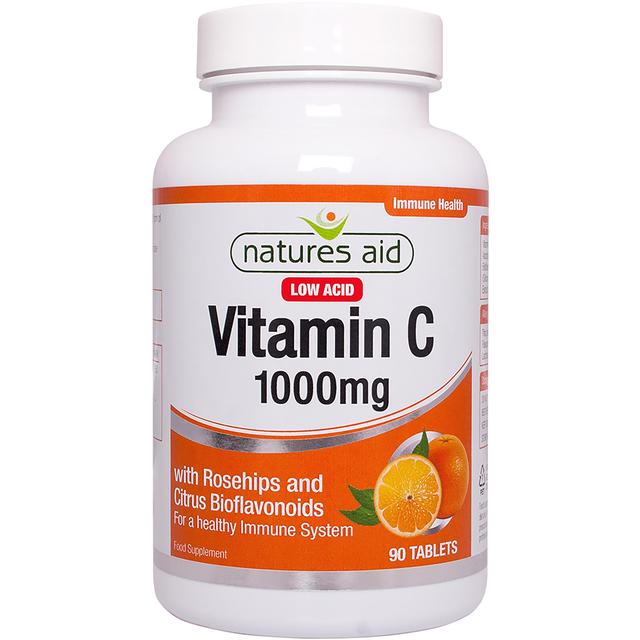 Immune Health
natures aid
LOW ACID
Vitamin C
1000mg
with Rosehips and
Citrus Bioflavonoids
For a healthy Immune System
Food Supplement
90 TABLETS